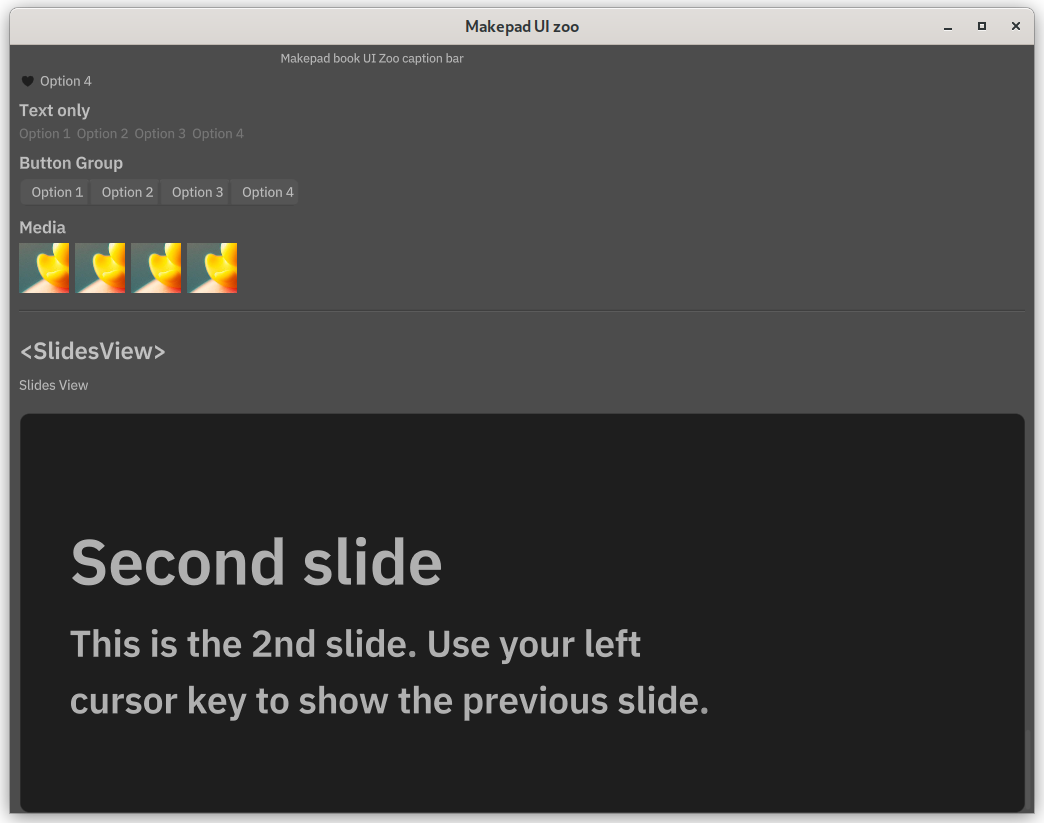 Makepad UI zoo
Makepad book UI Zoo caption bar
Option 4
Text only
Option 1 Option 2 Option 3 Option 4
Button Group
Option 1 Option 2 Option 3 Option 4
Media
<SlidesView>
Slides View
Second slide
This is the 2nd slide. Use your left
cursor key to show the previous slide.